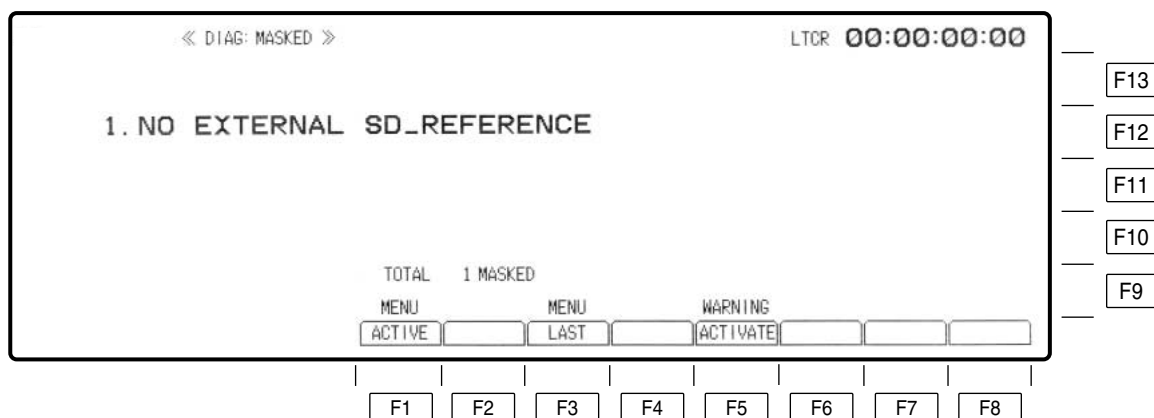 ≪ DIAG: MASKED ≫ LTCR 00:00:00:00
F13
1. NO EXTERNAL SD_REFERENCE
F12
F11
F10
TOTAL 1 MASKED
F9
MENU MENU WARNING
ACTIVE LAST ACTIVATE
F1 F2 F3 F4 F5 F6 F7 F8